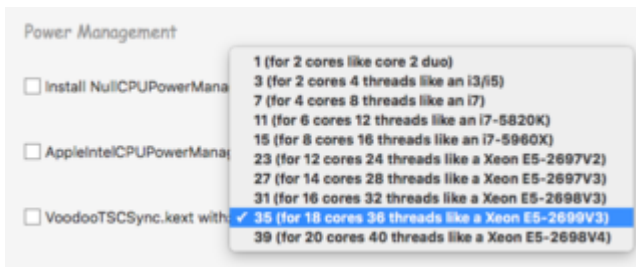 Power Management
Install NullCPUPowerMana
AppleIntelCPUPowerManag
VoodooTSCSync.kext with
1 (for 2 cores like core 2 duo)
3 (for 2 cores 4 threads like an i3/i5)
7 (for 4 cores 8 threads like an i7)
11 (for 6 cores 12 threads like an i7-5820K)
15 (for 8 cores 16 threads like an i7-5960X)
23 (for 12 cores 24 threads like a Xeon E5-2697V2)
27 (for 14 cores 28 threads like a Xeon E5-2697V3)
31 (for 16 cores 32 threads like a Xeon E5-2698V3)
✓ 35 (for 18 cores 36 threads like a Xeon E5-2699V3)
39 (for 20 cores 40 threads like a Xeon E5-2698V4)